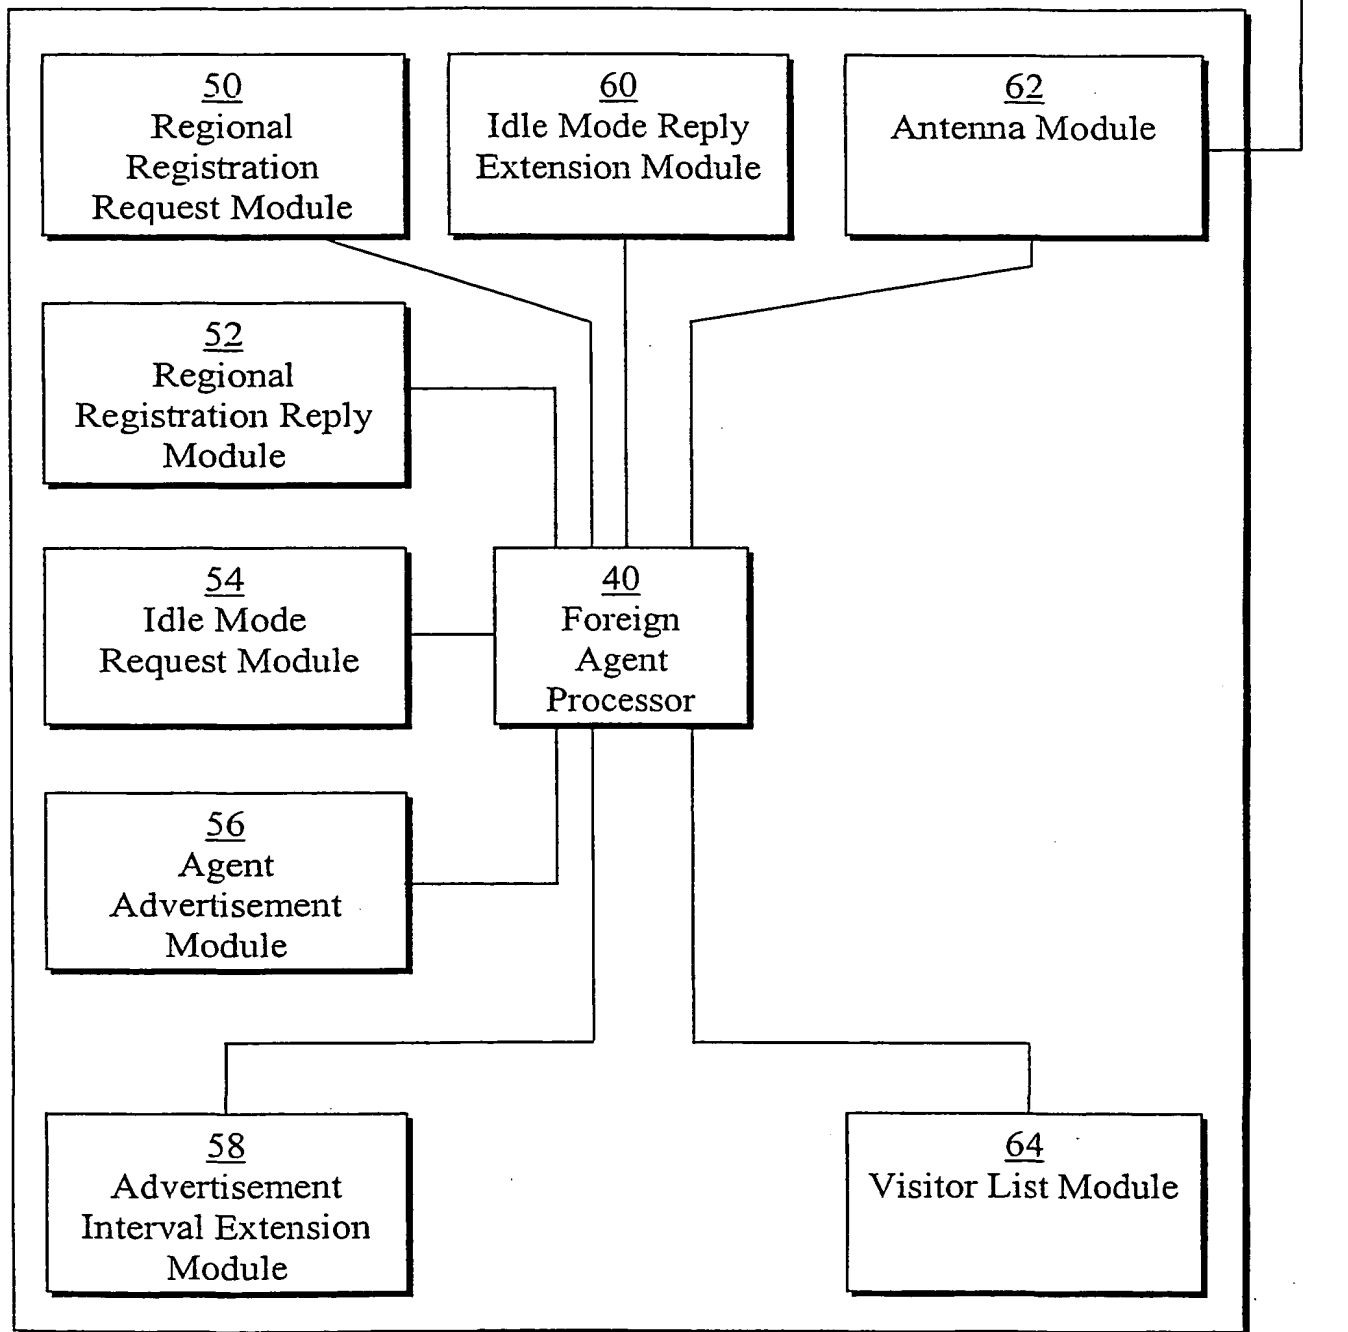 50
Regional
Registration
Request Module
60
Idle Mode Reply
Extension Module
62
Antenna Module
52
Regional
Registration Reply
Module
54
Idle Mode
Request Module
40
Foreign
Agent
Processor
56
Agent
Advertisement
Module
58
Advertisement
Interval Extension
Module
64
Visitor List Module